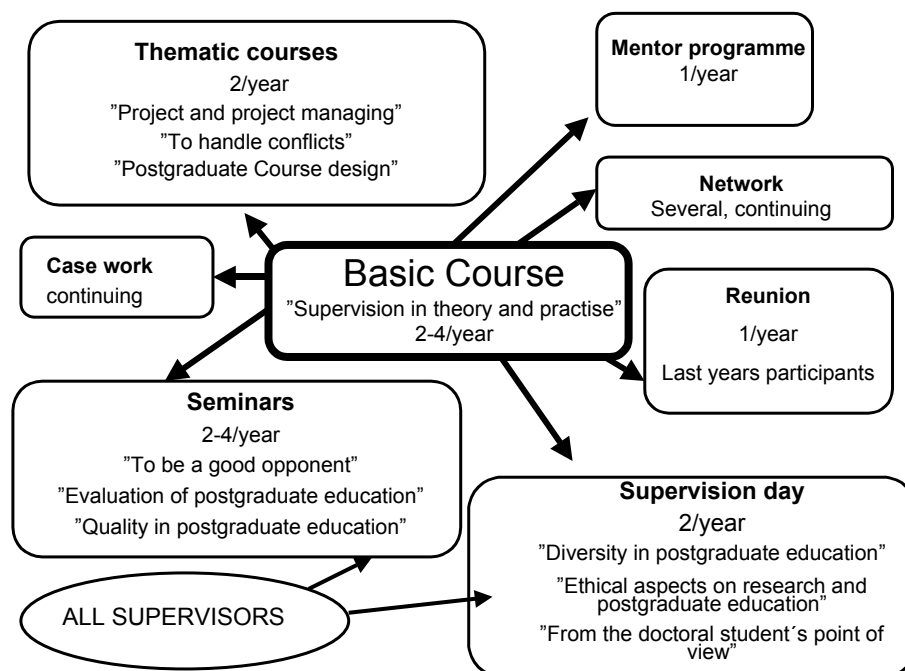 Thematic courses
2/year
”Project and project managing”
”To handle conflicts”
”Postgraduate Course design”
Mentor programme
1/year
Network
Several, continuing
Case work
continuing
Basic Course
”Supervision in theory and practise”
2-4/year
Reunion
1/year
Last years participants
Seminars
2-4/year
”To be a good opponent”
”Evaluation of postgraduate education”
”Quality in postgraduate education”
Supervision day
2/year
”Diversity in postgraduate education”
”Ethical aspects on research and
postgraduate education”
”From the doctoral student´s point of
view”
ALL SUPERVISORS